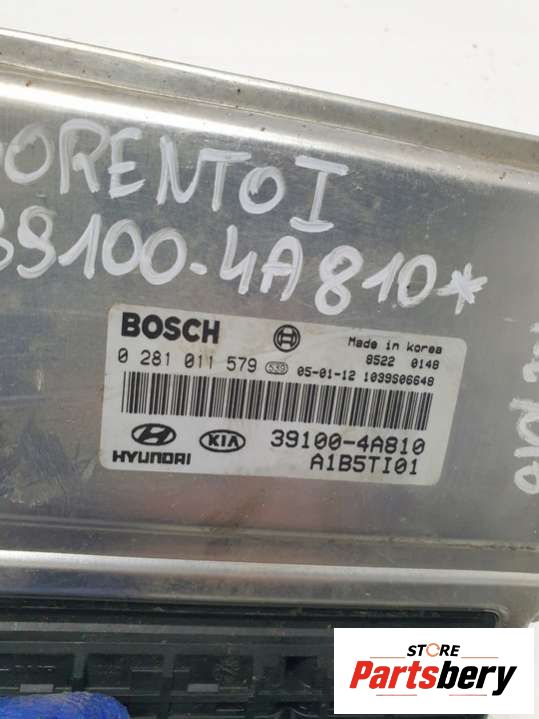 ORENTO I
39100-4A810*
BOSCH
Made in Korea
0 281 011 579 539 05-01-12
8522 0148
1039S06648
HYUNDAI KIA
39100-4A810
A1B5TI01
STORE
Partsbery